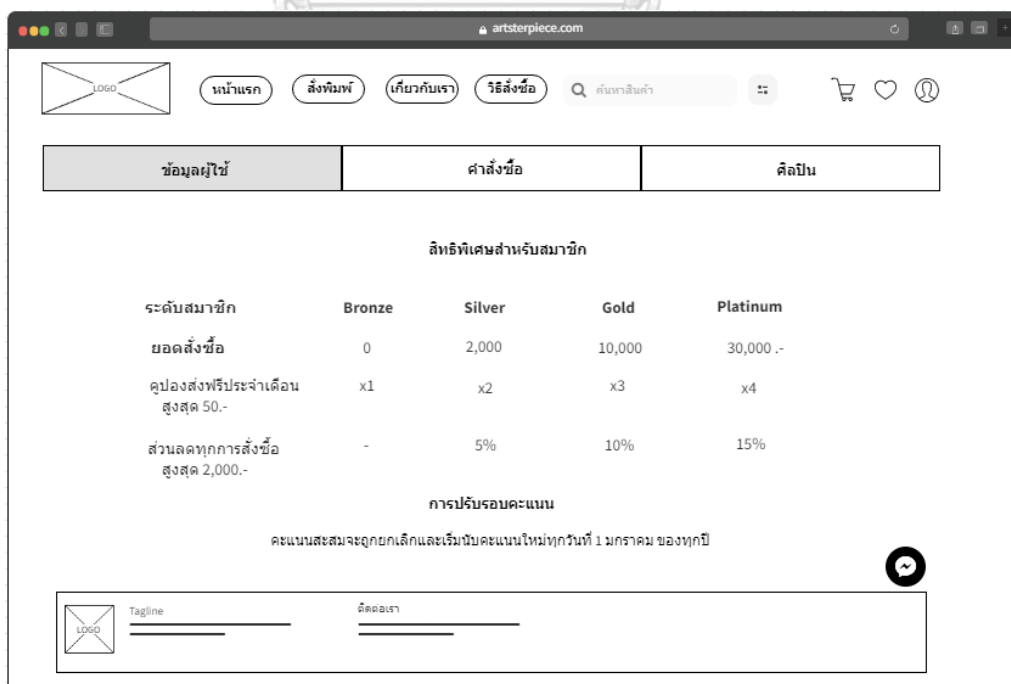 artsterpiece.com
LOGO หน้าแรก สั่งพิมพ์ เกี่ยวกับเรา วิธีสั่งซื้อ ค้นหาสินค้า
ข้อมูลผู้ใช้ คำสั่งซื้อ ศิลปิน
สิทธิพิเศษสำหรับสมาชิก
ระดับสมาชิก Bronze Silver Gold Platinum
ยอดสั่งซื้อ 0 2,000 10,000 30,000 .-
คูปองส่งฟรีประจำเดือน x1 x2 x3 x4
สูงสุด 50.-
ส่วนลดทุกการสั่งซื้อ - 5% 10% 15%
สูงสุด 2,000.-
การปรับรอบคะแนน
คะแนนสะสมจะถูกยกเลิกและเริ่มนับคะแนนใหม่ทุกวันที่ 1 มกราคม ของทุกปี
LOGO Tagline ติดต่อเรา